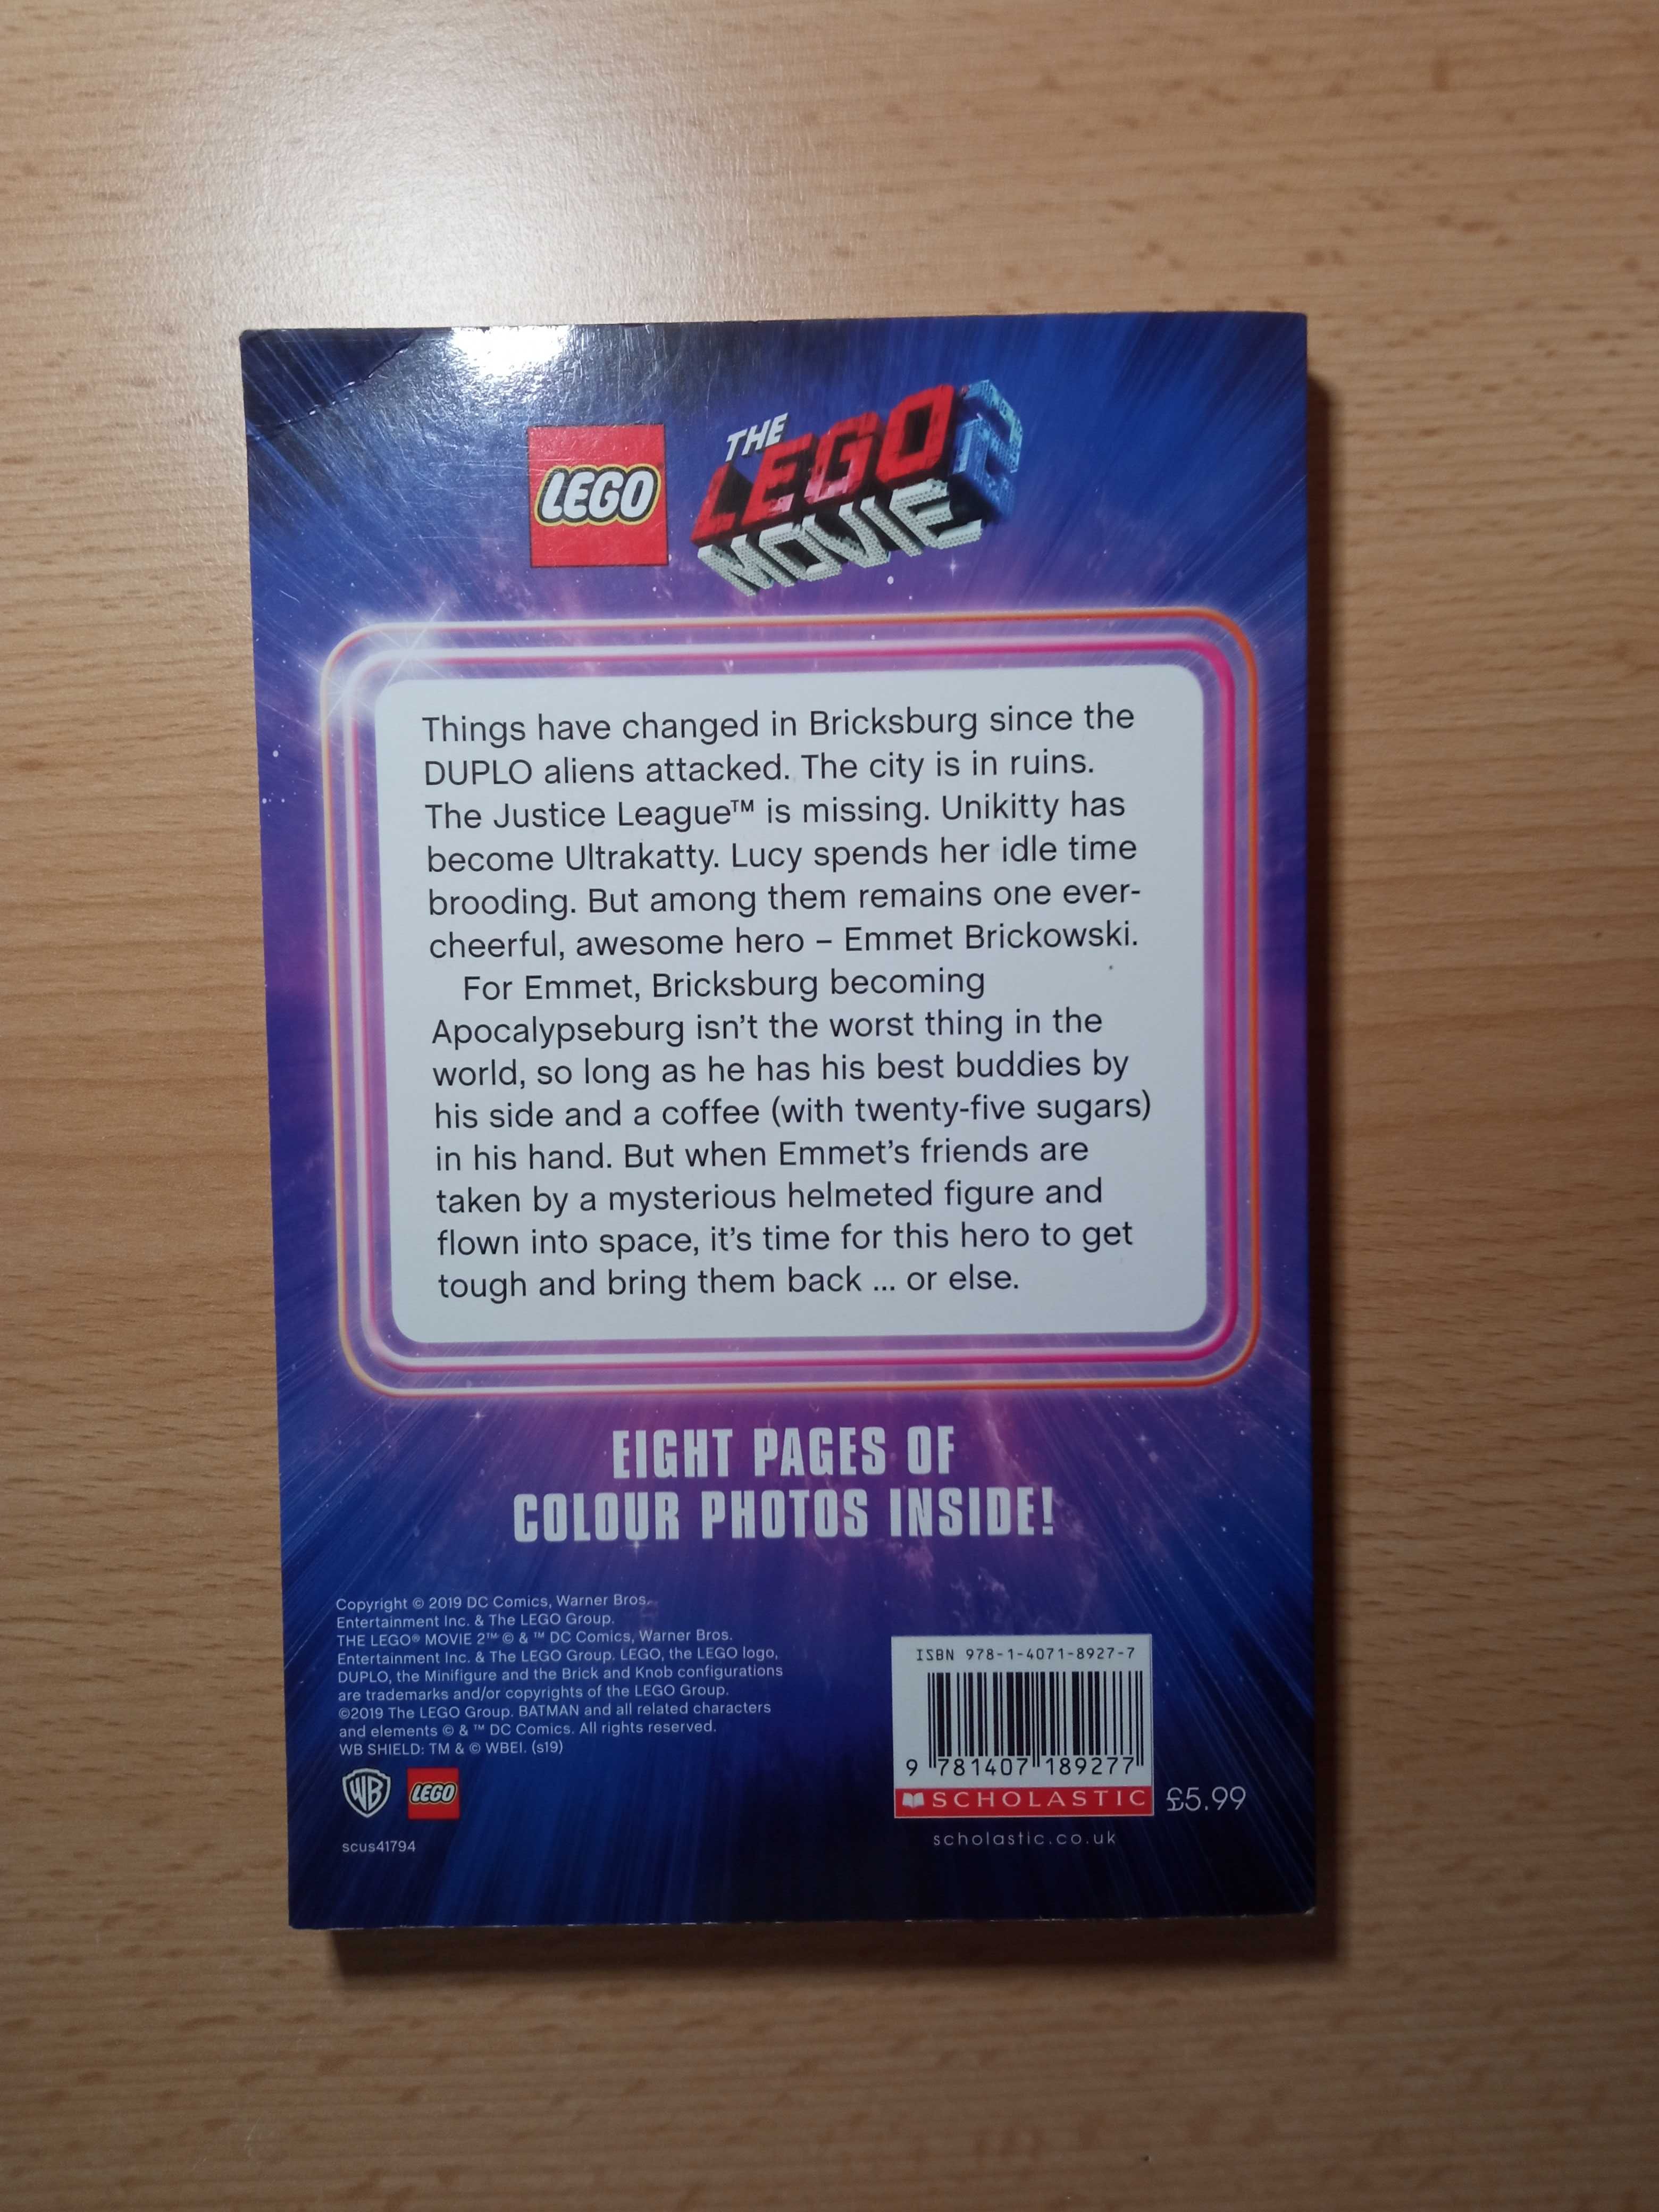 LEGO
THE
LEGO 2
MOVIE
Things have changed in Bricksburg since the
DUPLO aliens attacked. The city is in ruins.
The Justice League™ is missing. Unikitty has
become Ultrakatty. Lucy spends her idle time
brooding. But among them remains one ever-
cheerful, awesome hero – Emmet Brickowski.
For Emmet, Bricksburg becoming
Apocalypseburg isn't the worst thing in the
world, so long as he has his best buddies by
his side and a coffee (with twenty-five sugars)
in his hand. But when Emmet's friends are
taken by a mysterious helmeted figure and
flown into space, it's time for this hero to get
tough and bring them back ... or else.
EIGHT PAGES OF
COLOUR PHOTOS INSIDE!
Copyright © 2019 DC Comics, Warner Bros.
Entertainment Inc. & The LEGO Group.
THE LEGO® MOVIE 2™ © & ™ DC Comics, Warner Bros.
Entertainment Inc. & The LEGO Group. LEGO, the LEGO logo,
DUPLO, the Minifigure and the Brick and Knob configurations
are trademarks and/or copyrights of the LEGO Group.
©2019 The LEGO Group. BATMAN and all related characters
and elements © & ™ DC Comics. All rights reserved.
WB SHIELD: TM & © WBEI. (s19)
WB LEGO
scus41794
ISBN 978-1-4071-8927-7
9 781407 189277
SCHOLASTIC £5.99
scholastic.co.uk